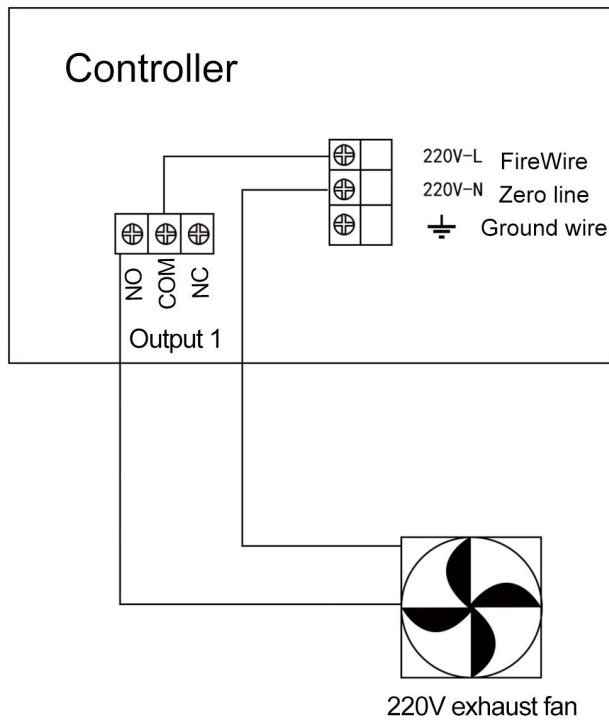 Controller
220V-L FireWire
220V-N Zero line
Ground wire
NO
COM
NC
Output 1
220V exhaust fan